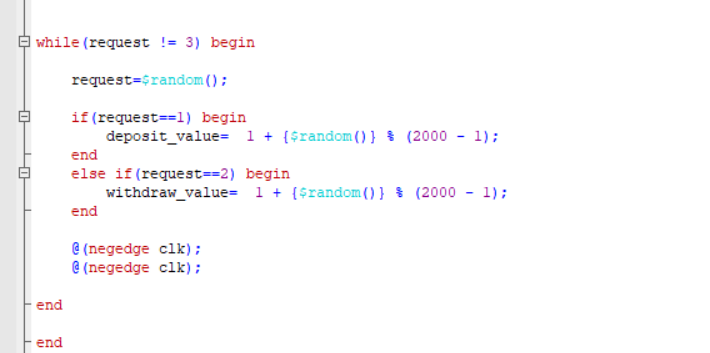 while(request != 3) begin
request=$random();
if(request==1) begin
deposit_value=  1 + {$random()} % (2000 - 1);
end
else if(request==2) begin
withdraw_value=  1 + {$random()} % (2000 - 1);
end
@(negedge clk);
@(negedge clk);
end
end